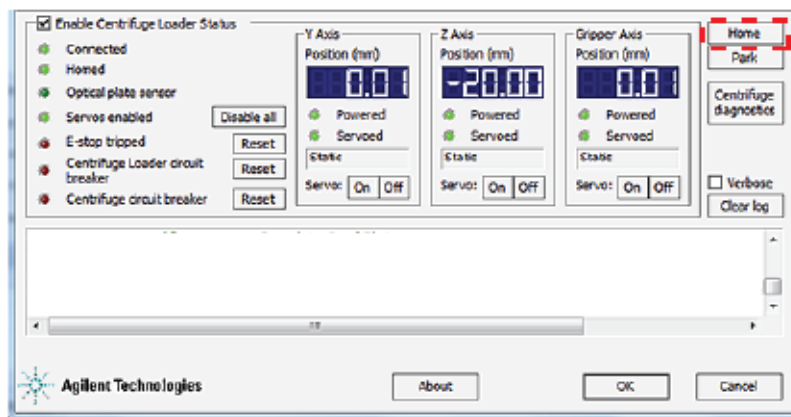 Enable Centrifuge Loader Status
Connected
Homed
Optical plate sensor
Servos enabled
Disable all
E-stop tripped
Reset
Centrifuge Loader circuit
breaker
Reset
Centrifuge circuit breaker
Reset
Y Axis
Position (mm)
0.01
Powered
Servoed
Static
Servo: On Off
Z Axis
Position (mm)
-20.00
Powered
Servoed
Static
Servo: On Off
Gripper Axis
Position (mm)
0.01
Powered
Servoed
Static
Servo: On Off
Home
Park
Centrifuge
diagnostics
Verbose
Clear log
Agilent Technologies
About
OK
Cancel